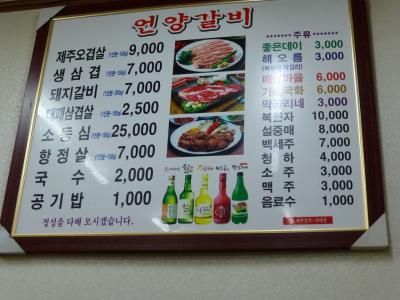 언양갈비
제주오겹살 9,000
생삼겹 7,000
돼지갈비 7,000
대패삼겹살 2,500
소등심 25,000
항정살 7,000
국수 2,000
공기밥 1,000
정성을 다해 모시겠습니다.
주류
좋은데이 3,000
해오름 3,000
매화마을 6,000
국화 6,000
막둥리네 3,000
복분자 10,000
설중매 8,000
백세주 7,000
청하 4,000
소주 3,000
맥주 3,000
음료수 1,000